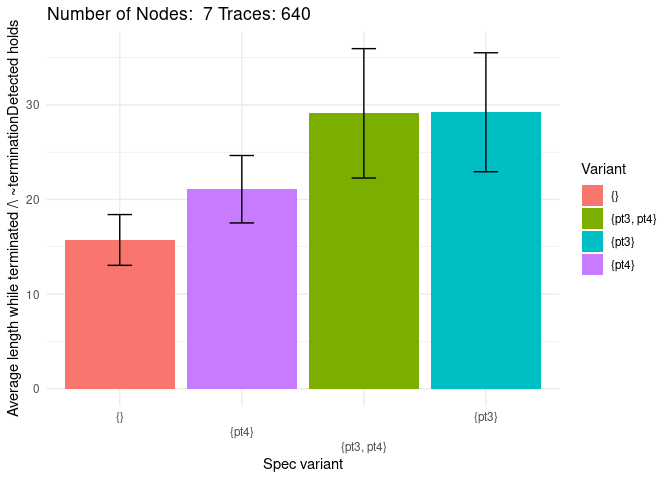 Number of Nodes:  7 Traces: 640
Average length while terminated /\ ~terminationDetected holds
30
20
10
0
{}
{pt4}
{pt3, pt4}
{pt3}
Spec variant
Variant
{}
{pt3, pt4}
{pt3}
{pt4}